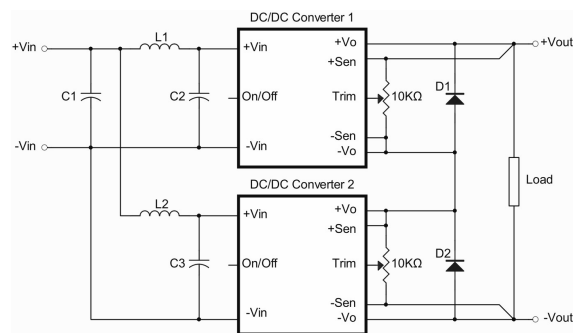 DC/DC Converter 1
+Vin L1 +Vin +Vo +Vout
+Sen
C1 C2 On/Off Trim 10KΩ D1
-Sen
-Vin -Vin -Vo
DC/DC Converter 2
Load
L2 +Vin +Vo
+Sen
C3 On/Off Trim 10KΩ D2
-Sen
-Vin -Vo -Vout